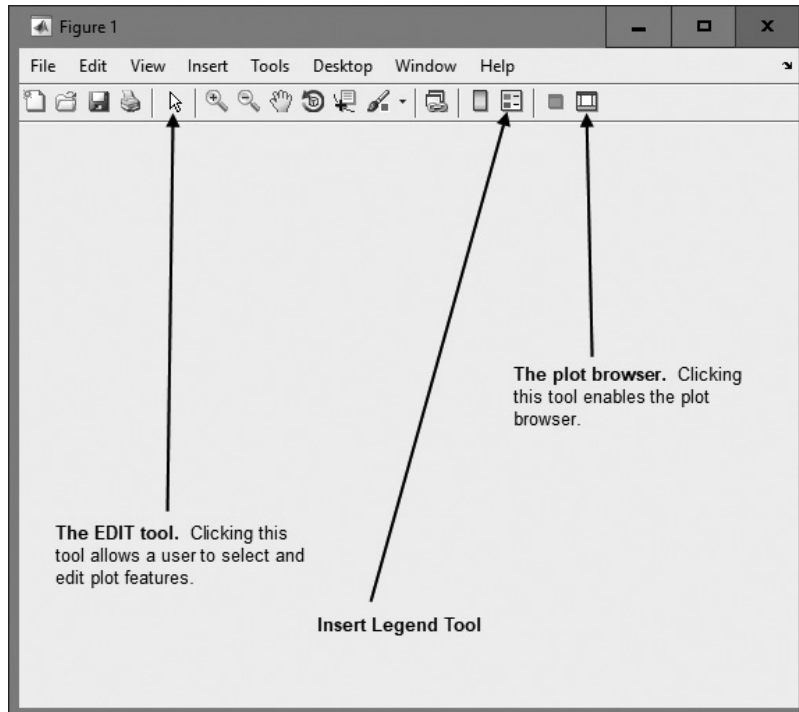 Figure 1
File Edit View Insert Tools Desktop Window Help
The plot browser. Clicking
this tool enables the plot
browser.
The EDIT tool. Clicking this
tool allows a user to select and
edit plot features.
Insert Legend Tool